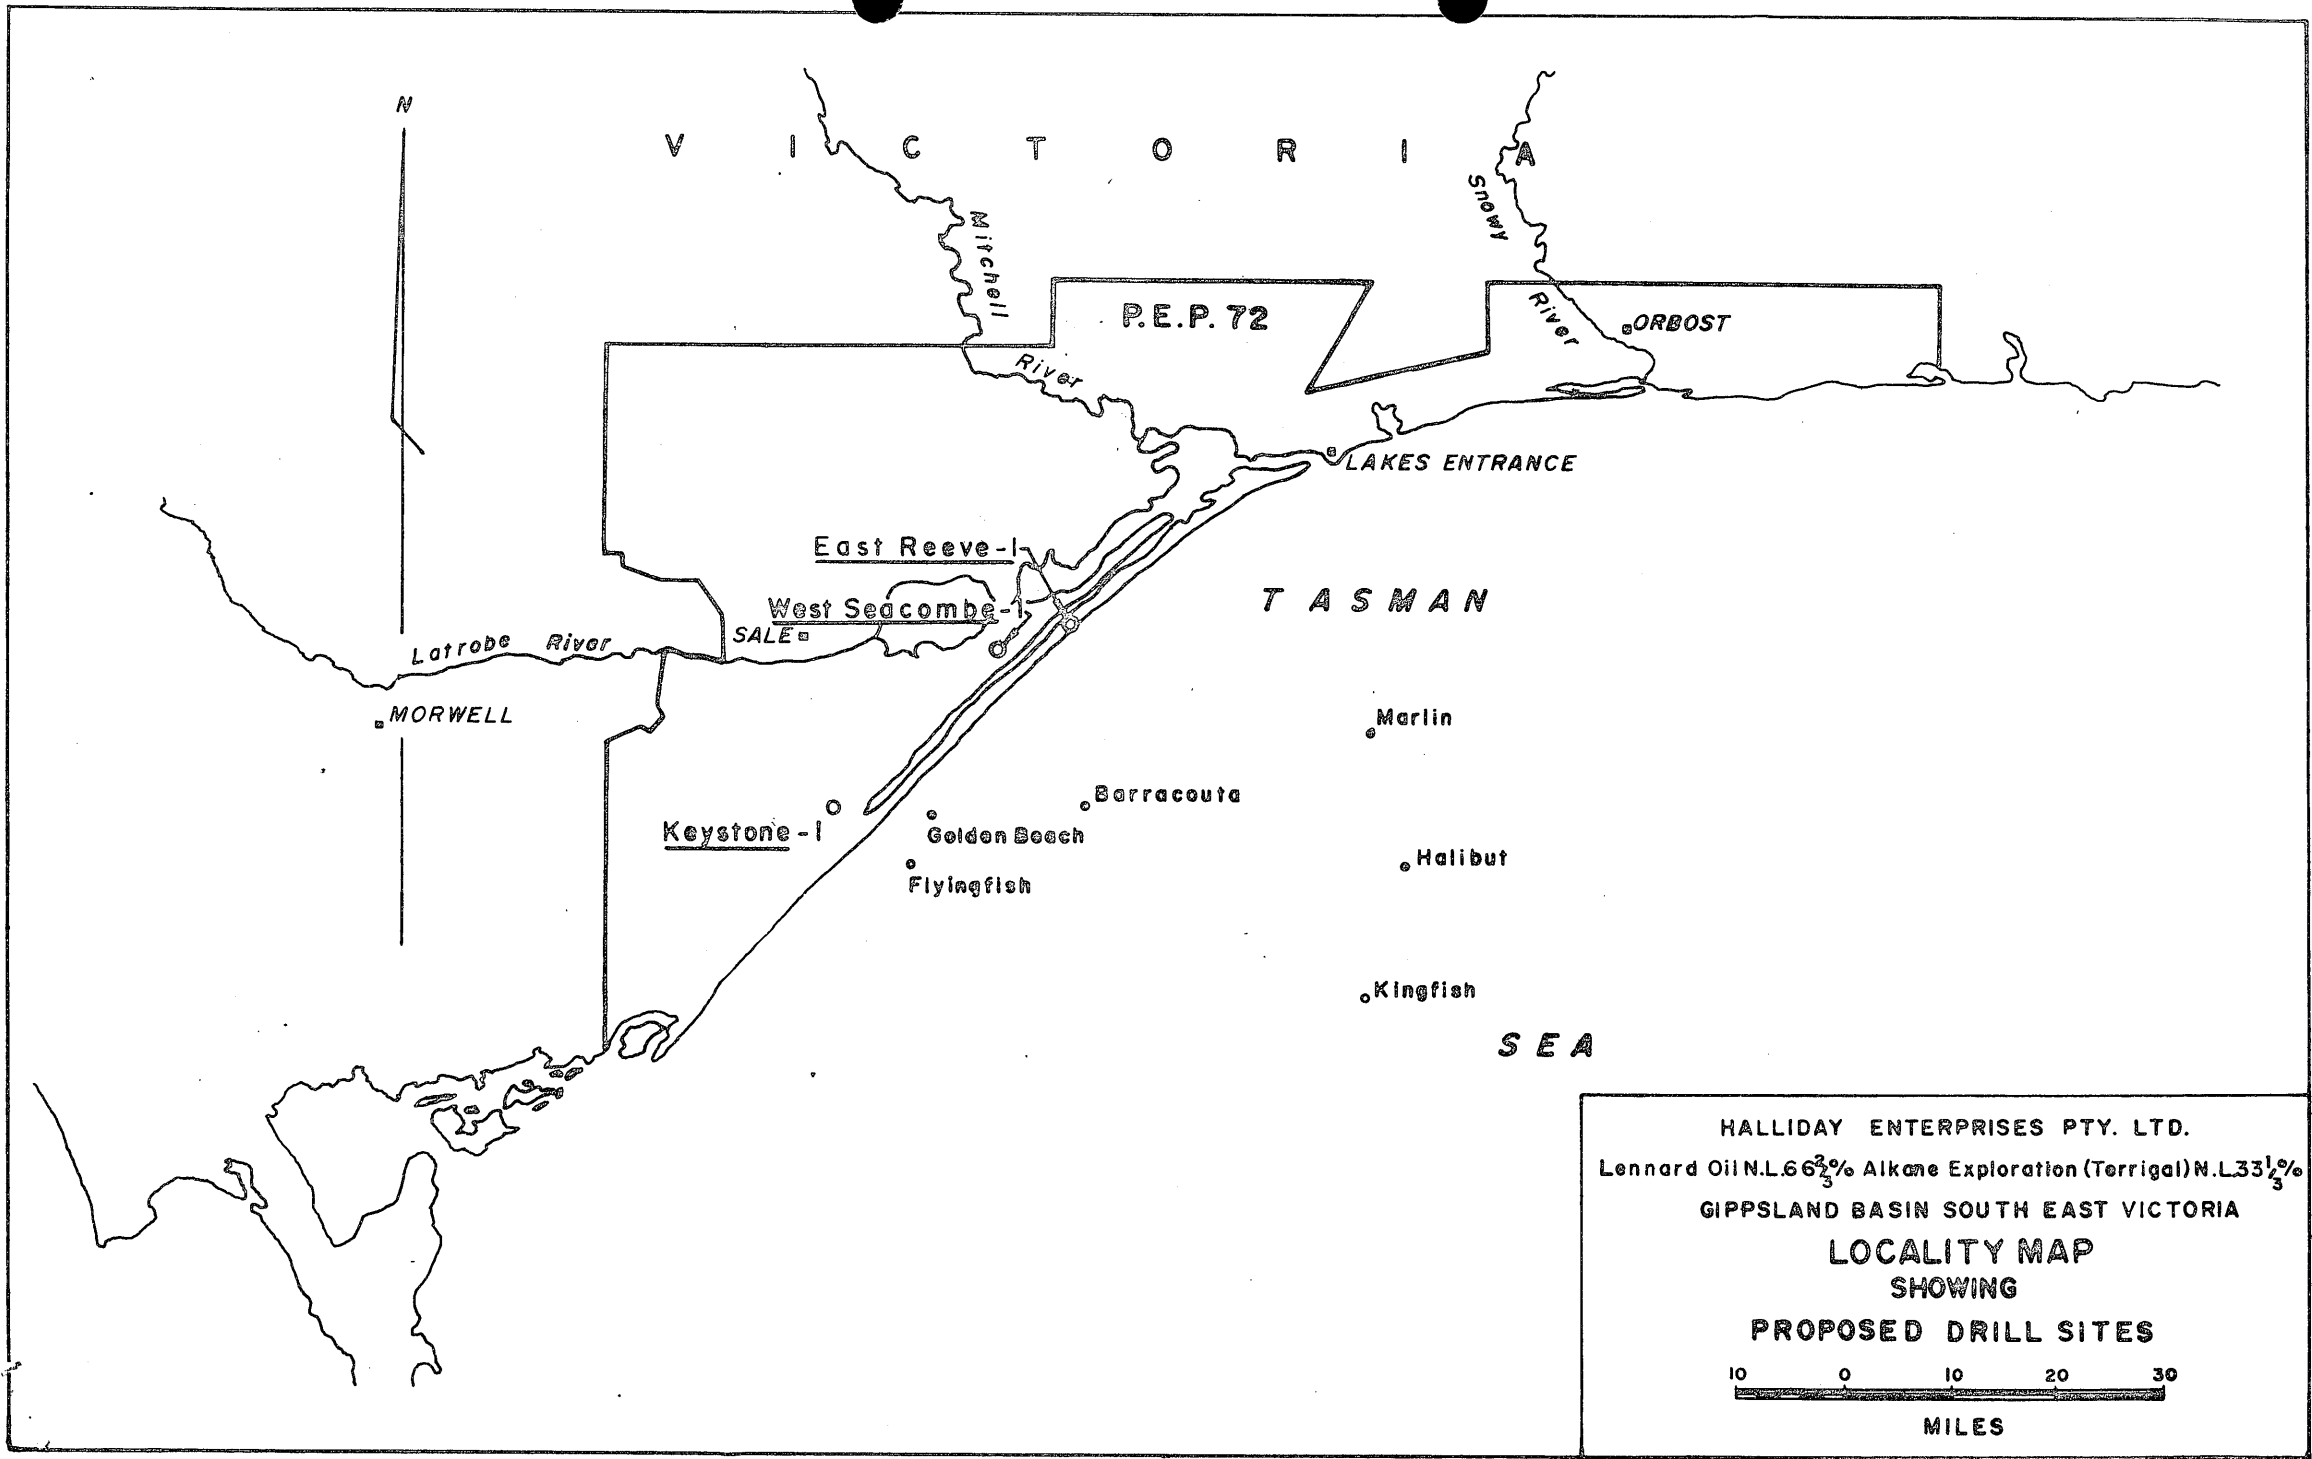 N
V I C T O R I A
Mitchell
River
Snowy
River
P.E.P. 72
ORBOST
LAKES ENTRANCE
East Reeve-1
West Seacombe-1
SALE
Latrobe River
MORWELL
TASMAN
Marlin
Barracouta
Keystone-1
Golden Beach
Halibut
Flyingfish
Kingfish
SEA
HALLIDAY ENTERPRISES PTY. LTD.
Lennard Oil N.L.66⅔% Alkane Exploration (Terrigal) N.L.33⅓%
GIPPSLAND BASIN SOUTH EAST VICTORIA
LOCALITY MAP
SHOWING
PROPOSED DRILL SITES
10 0 10 20 30
MILES